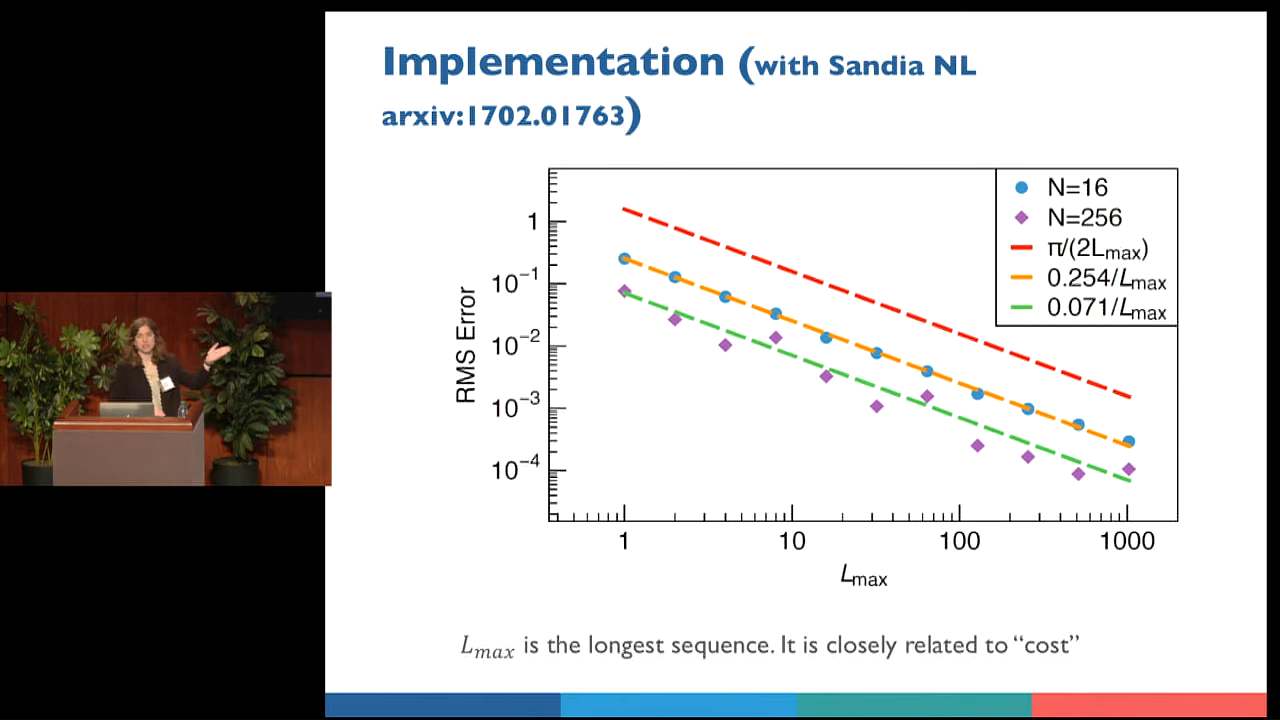 Implementation (with Sandia NL
arxiv:1702.01763)
N=16
N=256
π/(2Lmax)
0.254/Lmax
0.071/Lmax
RMS Error
1
10⁻¹
10⁻²
10⁻³
10⁻⁴
1 10 100 1000
Lmax
Lmax is the longest sequence. It is closely related to “cost”